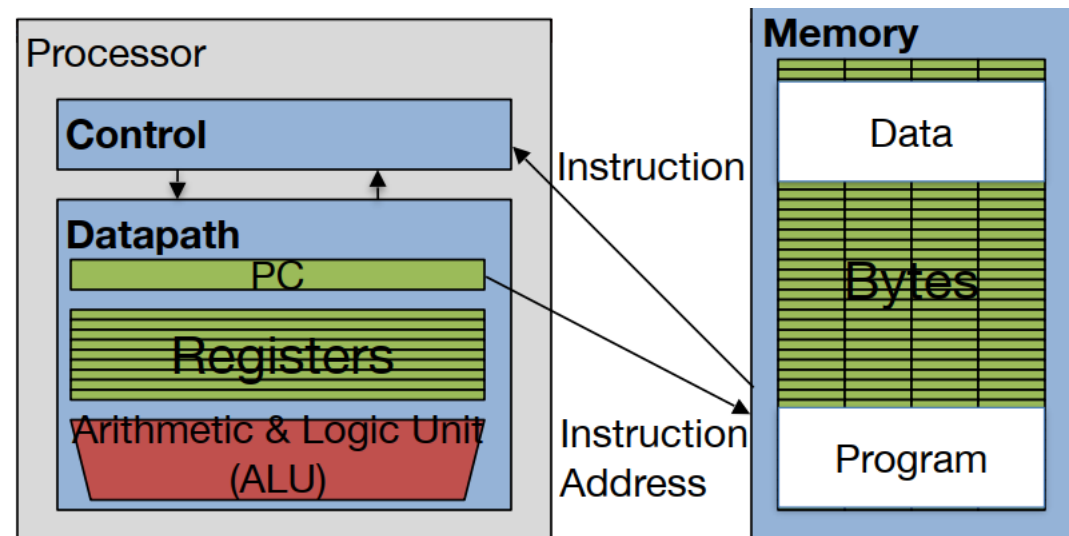 Processor
Control
Datapath
PC
Registers
Arithmetic & Logic Unit
(ALU)
Instruction
Instruction
Address
Memory
Data
Bytes
Program